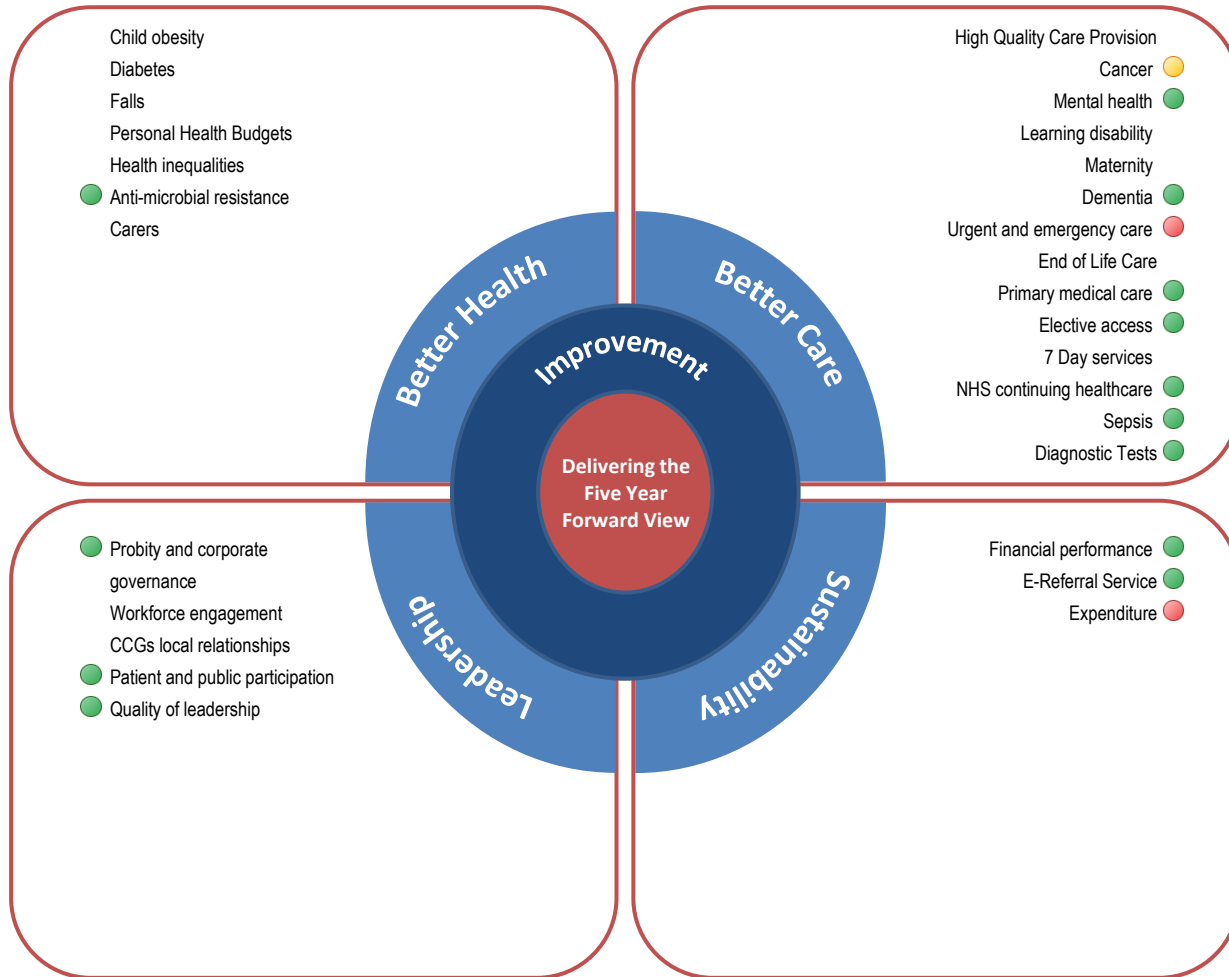 Child obesity
Diabetes
Falls
Personal Health Budgets
Health inequalities
Anti-microbial resistance
Carers
High Quality Care Provision
Cancer
Mental health
Learning disability
Maternity
Dementia
Urgent and emergency care
End of Life Care
Primary medical care
Elective access
7 Day services
NHS continuing healthcare
Sepsis
Diagnostic Tests
Better Health
Better Care
Improvement
Delivering the
Five Year
Forward View
Leadership
Sustainability
Probity and corporate
governance
Workforce engagement
CCGs local relationships
Patient and public participation
Quality of leadership
Financial performance
E-Referral Service
Expenditure